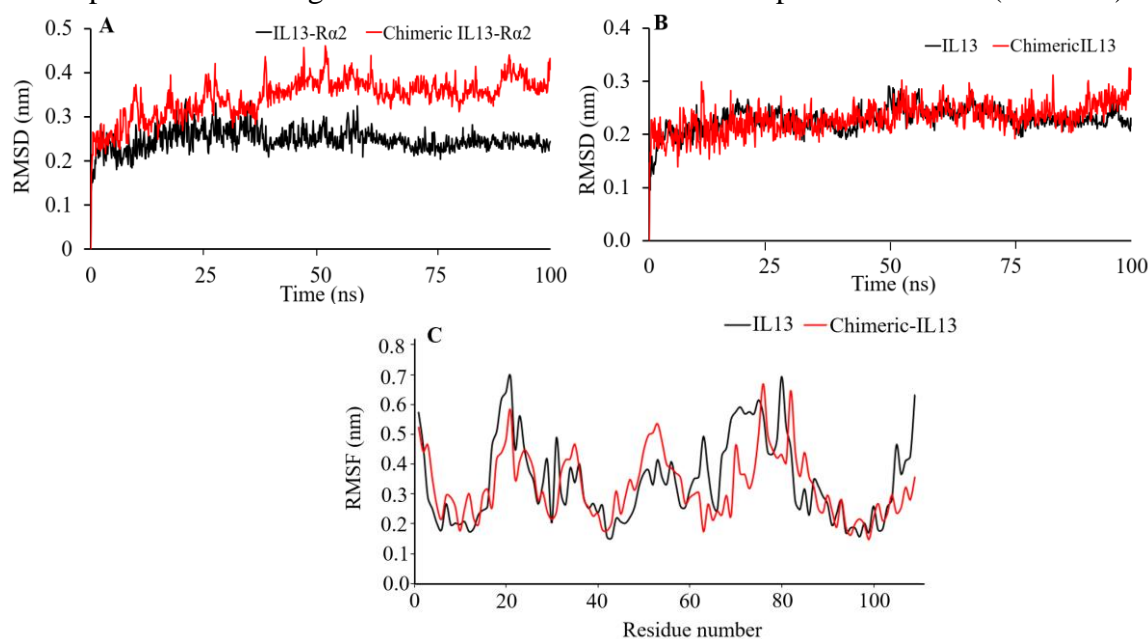 A
IL13-Rα2 Chimeric IL13-Rα2
RMSD (nm)
0.5
0.4
0.3
0.2
0.1
0
0 25 50 75 100
Time (ns)
B
IL13 ChimericIL13
RMSD (nm)
0.4
0.3
0.2
0.1
0.0
0 25 50 75 100
Time (ns)
C
IL13 Chimeric-IL13
RMSF (nm)
0.8
0.7
0.6
0.5
0.4
0.3
0.2
0.1
0.0
0 20 40 60 80 100
Residue number